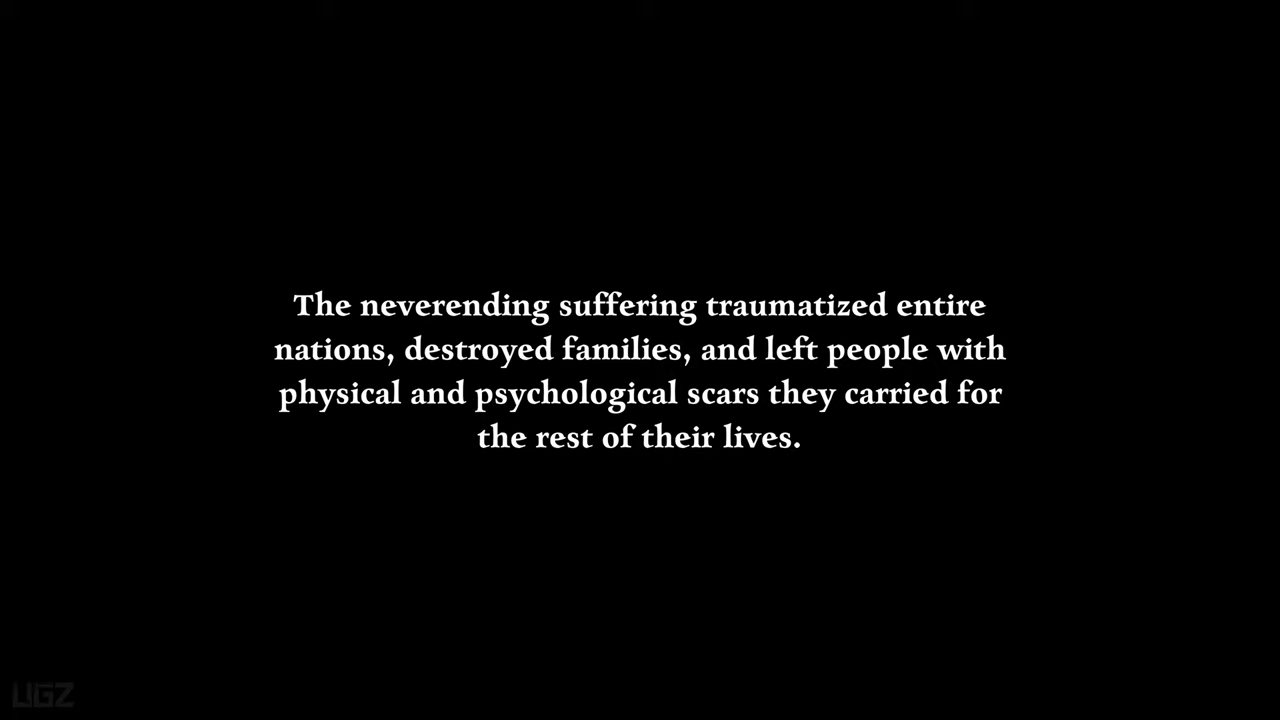 The neverending suffering traumatized entire
nations, destroyed families, and left people with
physical and psychological scars they carried for
the rest of their lives.
UGZ